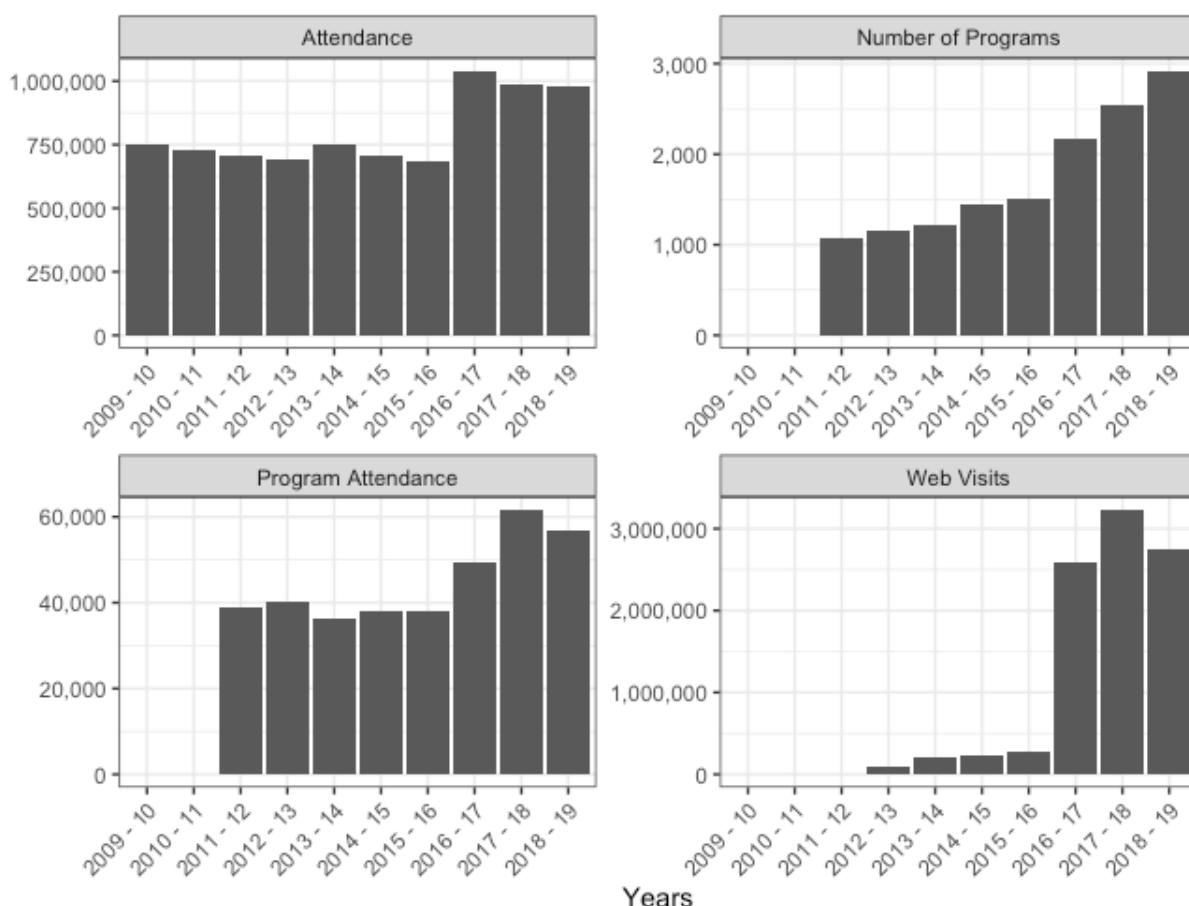 Attendance
1,000,000
750,000
500,000
250,000
0
2009 - 10
2010 - 11
2011 - 12
2012 - 13
2013 - 14
2014 - 15
2015 - 16
2016 - 17
2017 - 18
2018 - 19
Number of Programs
3,000
2,000
1,000
0
2009 - 10
2010 - 11
2011 - 12
2012 - 13
2013 - 14
2014 - 15
2015 - 16
2016 - 17
2017 - 18
2018 - 19
Program Attendance
60,000
40,000
20,000
0
2009 - 10
2010 - 11
2011 - 12
2012 - 13
2013 - 14
2014 - 15
2015 - 16
2016 - 17
2017 - 18
2018 - 19
Web Visits
3,000,000
2,000,000
1,000,000
0
2009 - 10
2010 - 11
2011 - 12
2012 - 13
2013 - 14
2014 - 15
2015 - 16
2016 - 17
2017 - 18
2018 - 19
Years